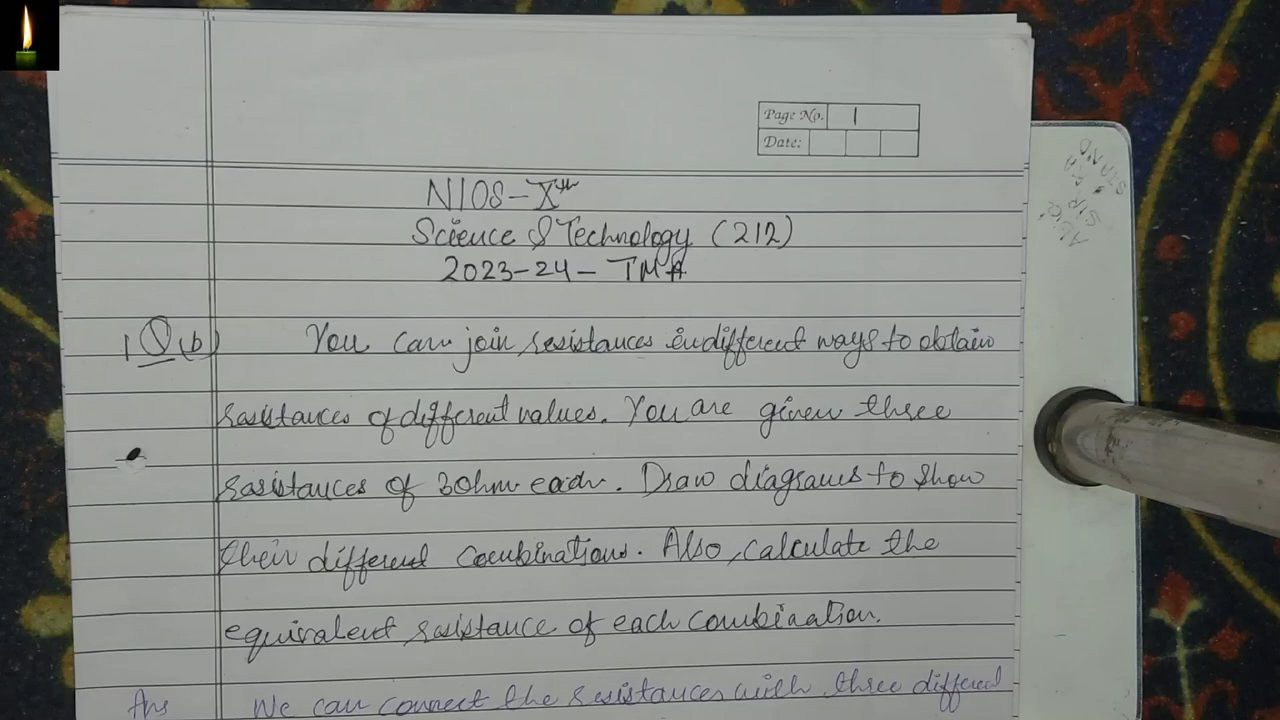 Page No. 1
Date:
NIOS-Xth
Science & Technology (212)
2023-24- TMA
1 Q (b) You can join resistances in different ways to obtain
resistances of different values. You are given three
resistances of 3ohm each. Draw diagrams to show
their different combinations. Also, calculate the
equivalent resistance of each combination.
Ans We can connect the resistances with three different
STAND
SIR